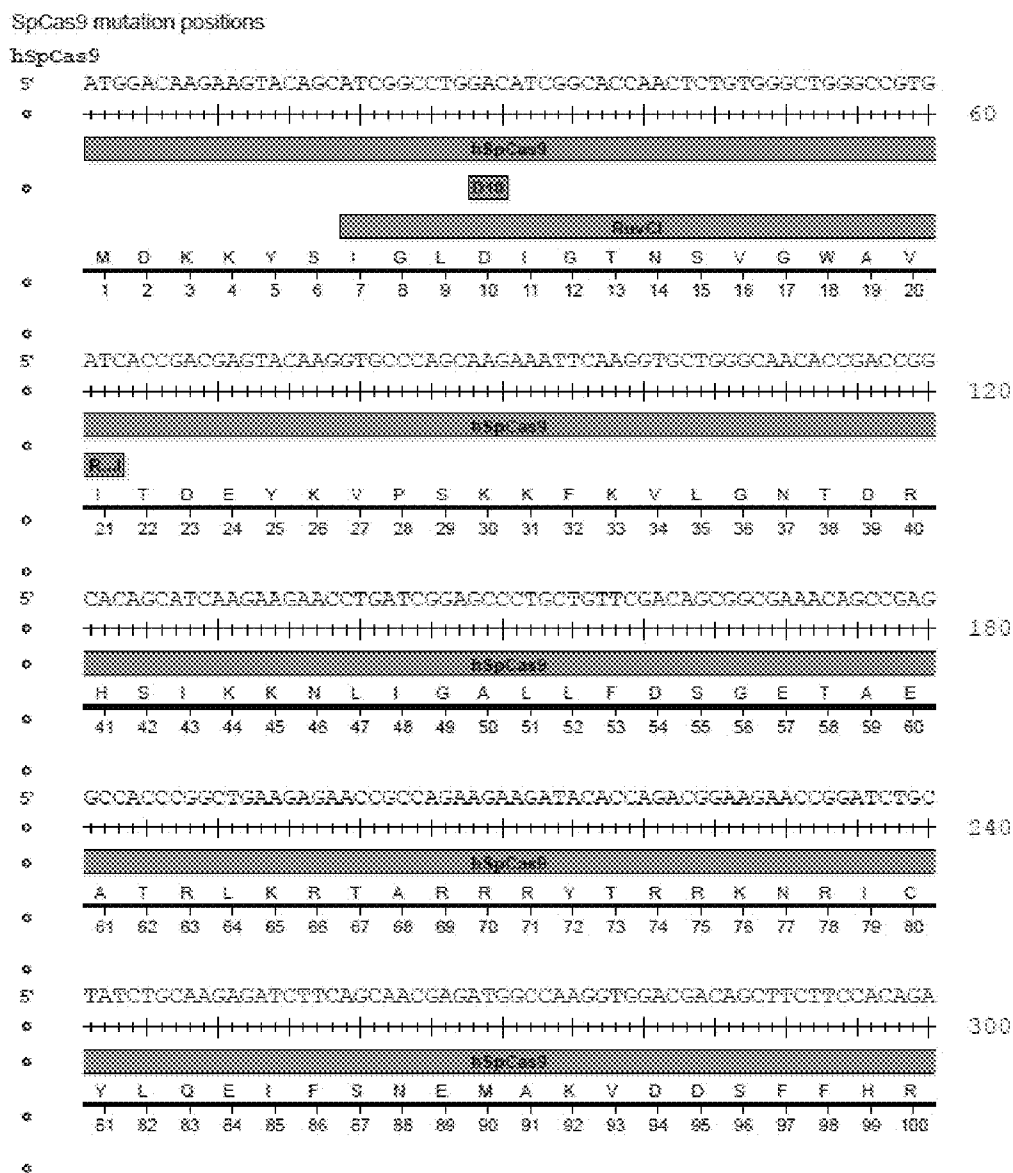 SpCas9 mutation positions
hSpCas9
5' ATGGACAAGAAGTACAGCATCGGCCTGGACATCGGCACCAACTCTGTGGGCTGGGCCGTG
60
hSpCas9
D10
RuvCI
M D K K Y S I G L D I G T N S V G W A V
1 2 3 4 5 6 7 8 9 10 11 12 13 14 15 16 17 18 19 20
5' ATCACCGACGAGTACAAGGTGCCCAGCAAGAAATTCAAGGTGCTGGGCAACACCGACCGG
120
hSpCas9
R...I
I T D E Y K V P S K K F K V L G N T D R
21 22 23 24 25 26 27 28 29 30 31 32 33 34 35 36 37 38 39 40
5' CACAGCATCAAGAAGAACCTGATCGGAGCCCTGCTGTTCGACAGCGGCGAAACAGCCGAG
180
hSpCas9
H S I K K N L I G A L L F D S G E T A E
41 42 43 44 45 46 47 48 49 50 51 52 53 54 55 56 57 58 59 60
5' GCCACCCGGCTGAAGAGAACCGCCAGAAGAAGATACACCAGACGGAAGAACCGGATCTGC
240
hSpCas9
A T R L K R T A R R R Y T R R K N R I C
61 62 63 64 65 66 67 68 69 70 71 72 73 74 75 76 77 78 79 80
5' TATCTGCAAGAGATCTTCAGCAACGAGATGGCCAAGGTGGACGACAGCTTCTTCCACAGA
300
hSpCas9
Y L Q E I F S N E M A K V D D S F F H R
81 82 83 84 85 86 87 88 89 90 91 92 93 94 95 96 97 98 99 100